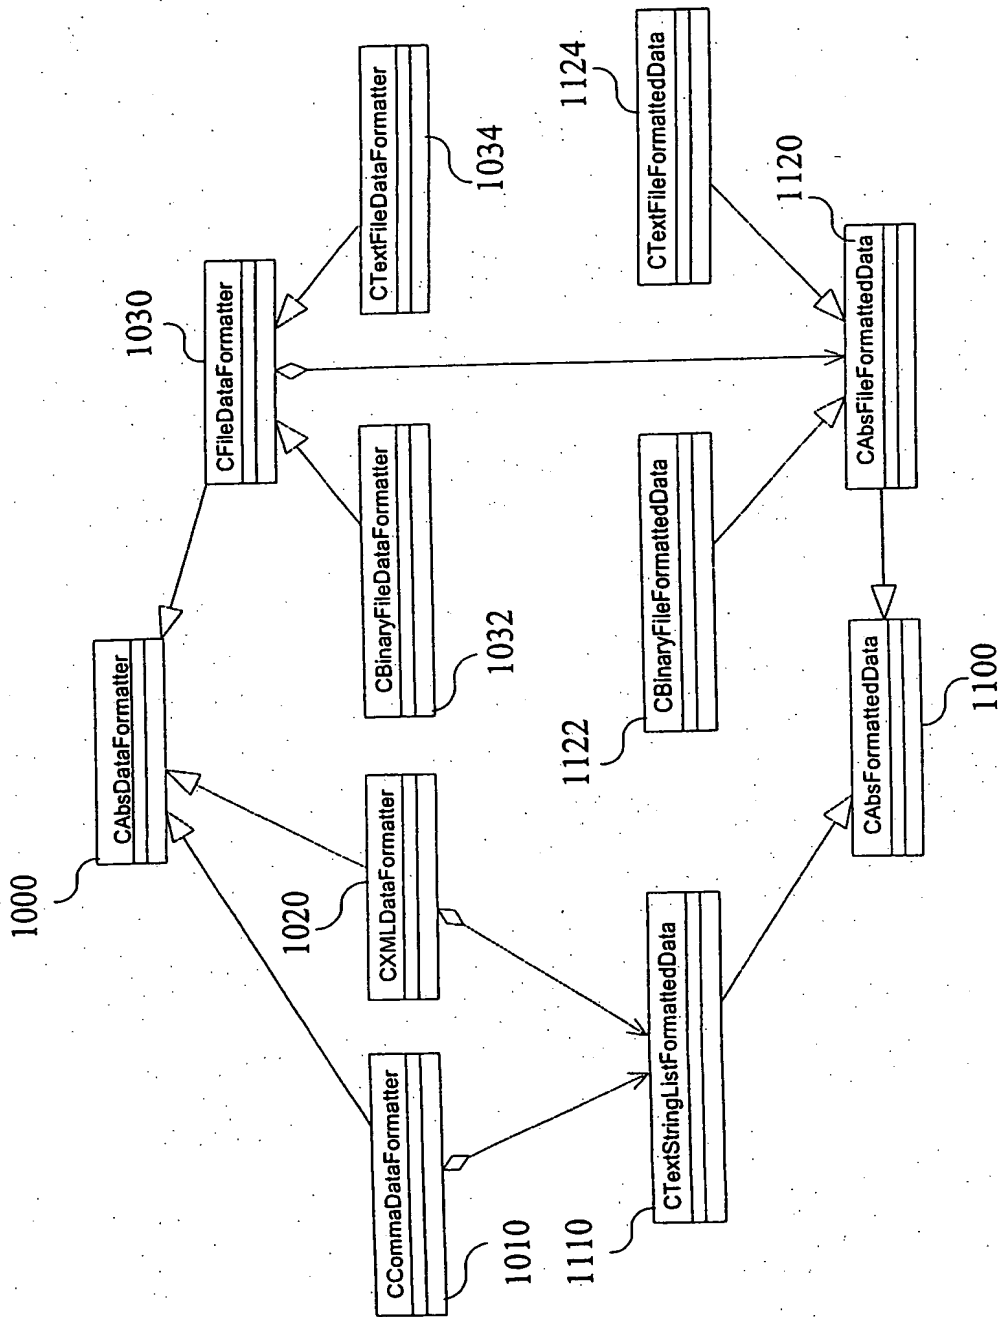 1000
CAbsDataFormatter
1030
CFileDataFormatter
1010
CCommaDataFormatter
1020
CXMLDataFormatter
1032
CBinaryFileDataFormatter
1034
CTextFileDataFormatter
1110
CTextStringListFormattedData
1122
CBinaryFileFormattedData
1124
CTextFileFormattedData
1100
CAbsFormattedData
1120
CAbsFileFormattedData